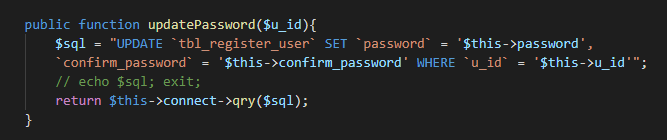 public function updatePassword($u_id){
$sql = "UPDATE `tbl_register_user` SET `password` = '$this->password',
`confirm_password` = '$this->confirm_password' WHERE `u_id` = '$this->u_id'";
// echo $sql; exit;
return $this->connect->qry($sql);
}